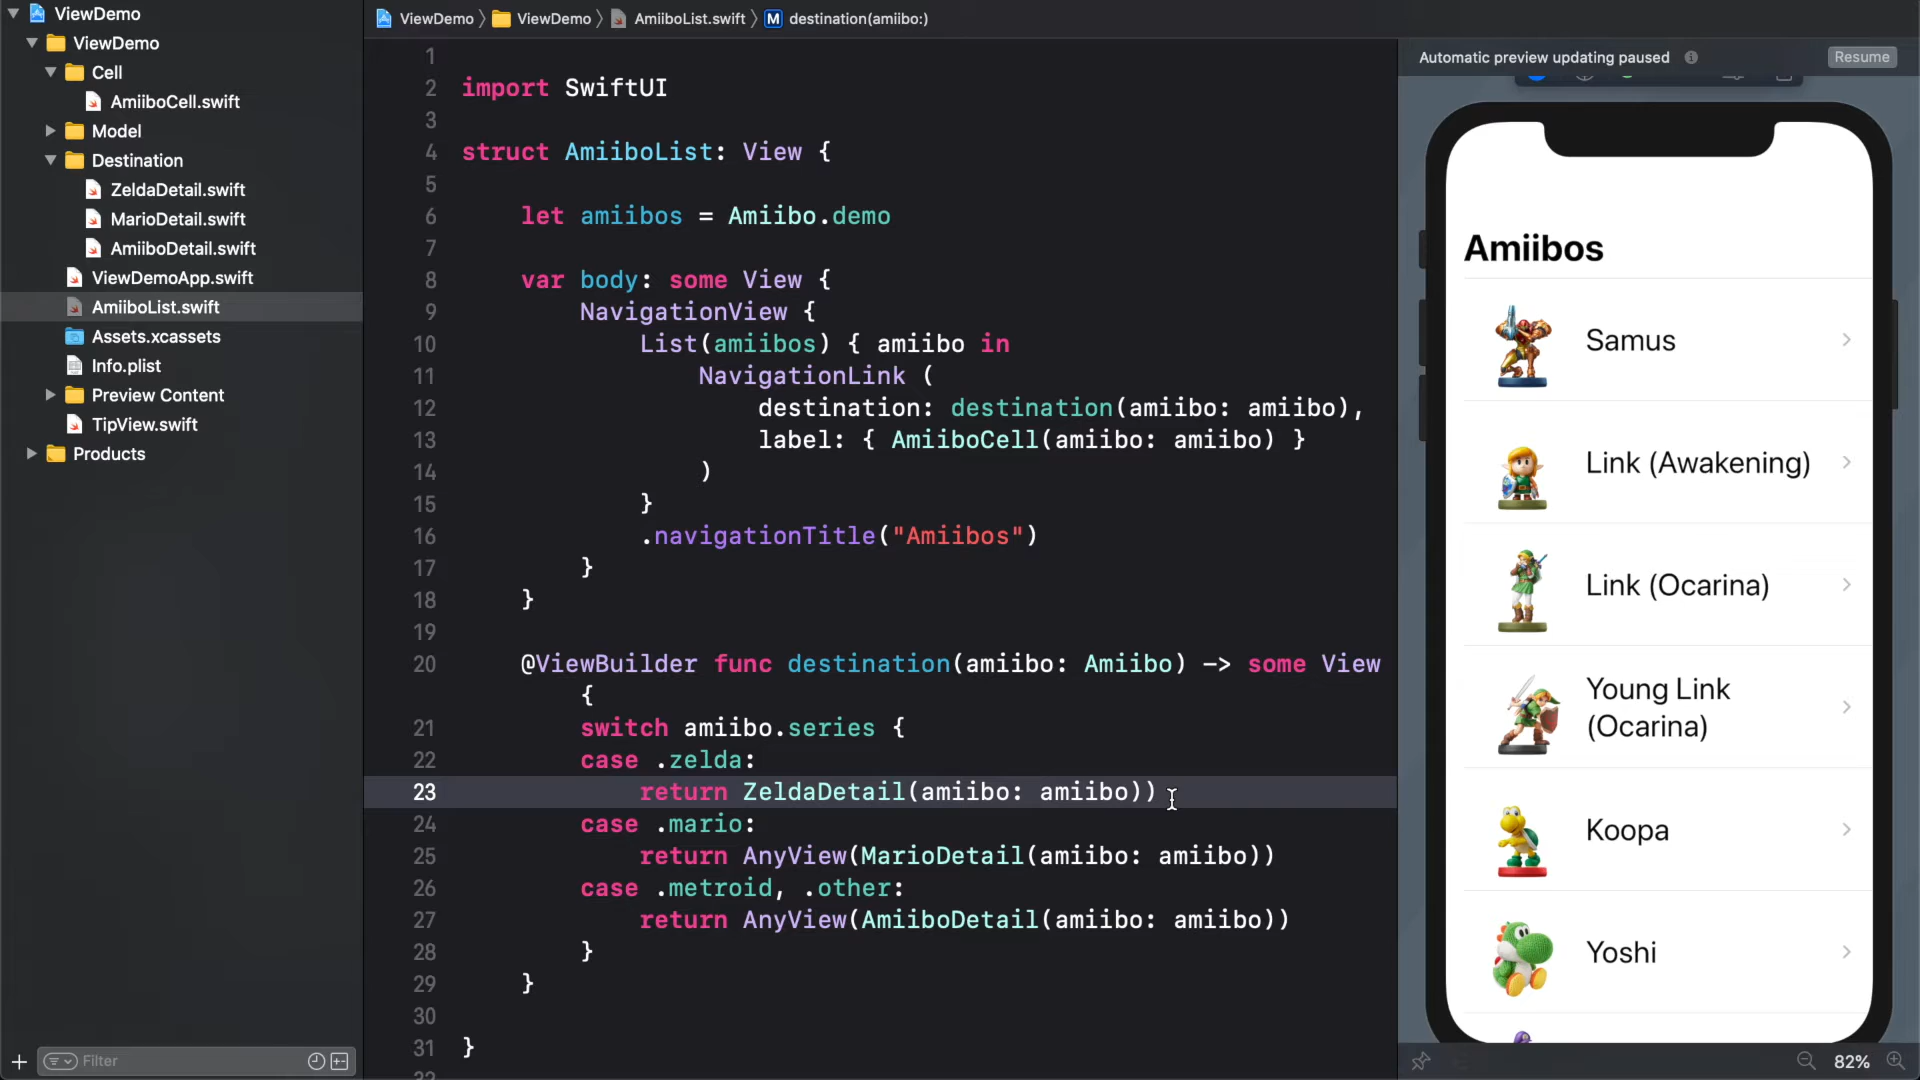 ViewDemo
ViewDemo
Cell
AmiiboCell.swift
Model
Destination
ZeldaDetail.swift
MarioDetail.swift
AmiiboDetail.swift
ViewDemoApp.swift
AmiiboList.swift
Assets.xcassets
Info.plist
Preview Content
TipView.swift
Products
Filter
ViewDemo 〉 ViewDemo 〉 AmiiboList.swift 〉 M destination(amiibo:)
1
2 import SwiftUI
3
4 struct AmiiboList: View {
5
6 let amiibos = Amiibo.demo
7
8 var body: some View {
9 NavigationView {
10 List(amiibos) { amiibo in
11 NavigationLink (
12 destination: destination(amiibo: amiibo),
13 label: { AmiiboCell(amiibo: amiibo) }
14 )
15 }
16 .navigationTitle("Amiibos")
17 }
18 }
19
20 @ViewBuilder func destination(amiibo: Amiibo) -> some View
{
21 switch amiibo.series {
22 case .zelda:
23 return ZeldaDetail(amiibo: amiibo))
24 case .mario:
25 return AnyView(MarioDetail(amiibo: amiibo))
26 case .metroid, .other:
27 return AnyView(AmiiboDetail(amiibo: amiibo))
28 }
29 }
30
31 }
32
Automatic preview updating paused
Resume
Amiibos
Samus
Link (Awakening)
Link (Ocarina)
Young Link
(Ocarina)
Koopa
Yoshi
82%